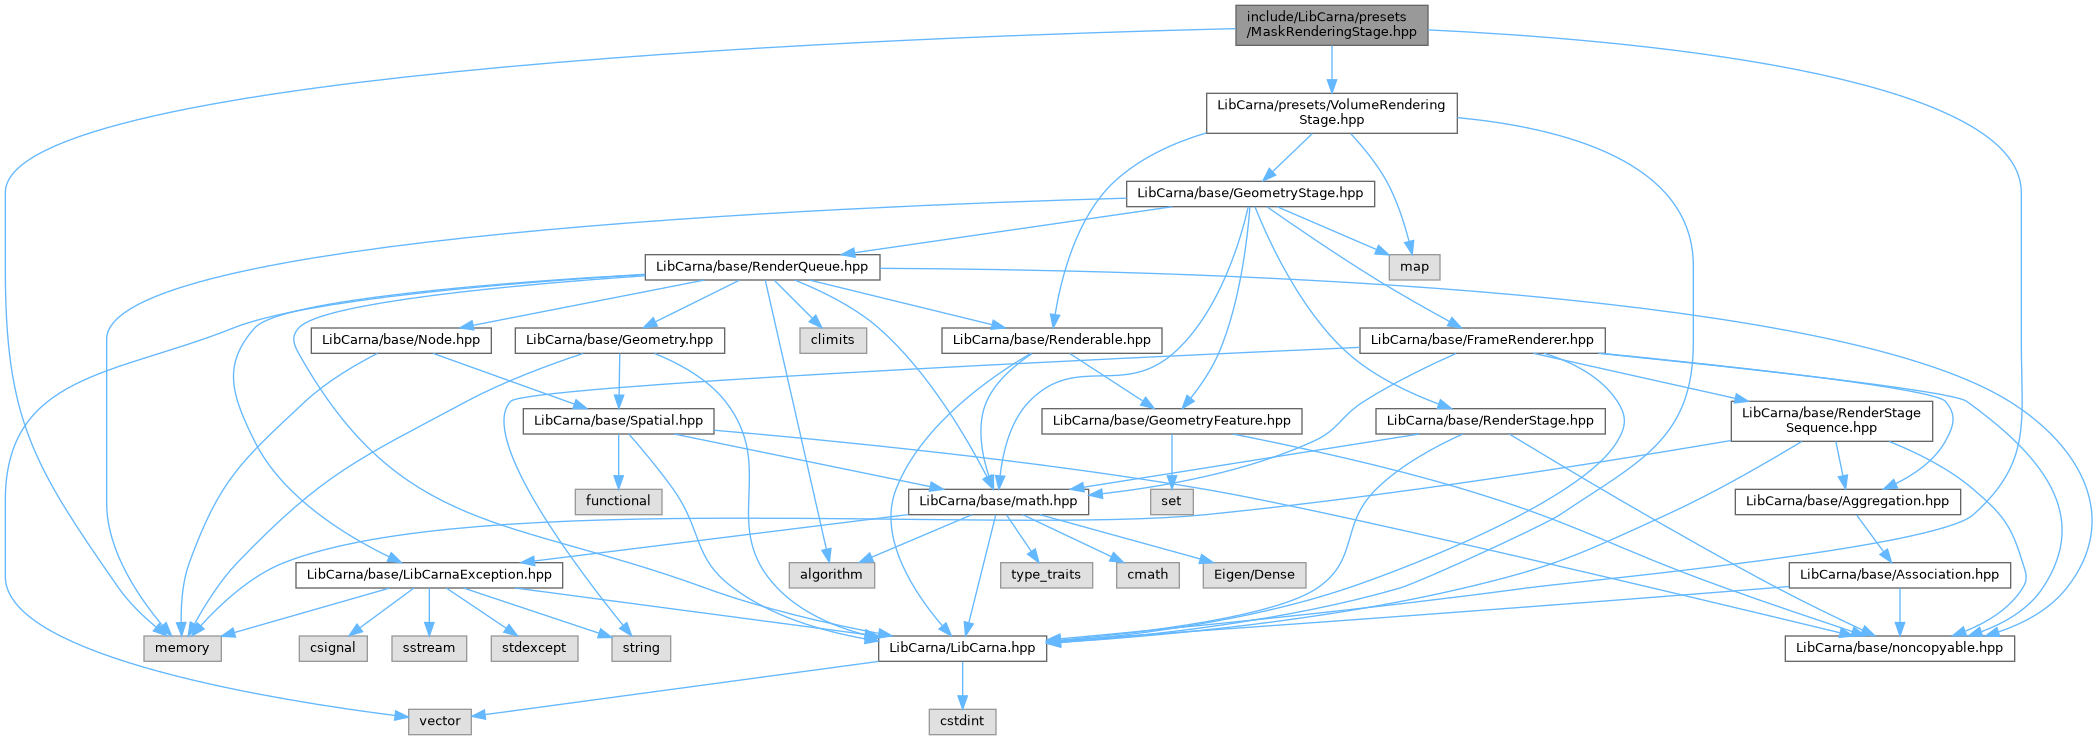 include/LibCarna/presets
/MaskRenderingStage.hpp
LibCarna/presets/VolumeRendering
Stage.hpp
LibCarna/base/GeometryStage.hpp
LibCarna/base/RenderQueue.hpp
map
LibCarna/base/Node.hpp
LibCarna/base/Geometry.hpp
climits
LibCarna/base/Renderable.hpp
LibCarna/base/FrameRenderer.hpp
LibCarna/base/Spatial.hpp
LibCarna/base/GeometryFeature.hpp
LibCarna/base/RenderStage.hpp
LibCarna/base/RenderStage
Sequence.hpp
functional
LibCarna/base/math.hpp
set
LibCarna/base/Aggregation.hpp
LibCarna/base/LibCarnaException.hpp
algorithm
type_traits
cmath
Eigen/Dense
LibCarna/base/Association.hpp
memory
csignal
sstream
stdexcept
string
LibCarna/LibCarna.hpp
LibCarna/base/noncopyable.hpp
vector
cstdint